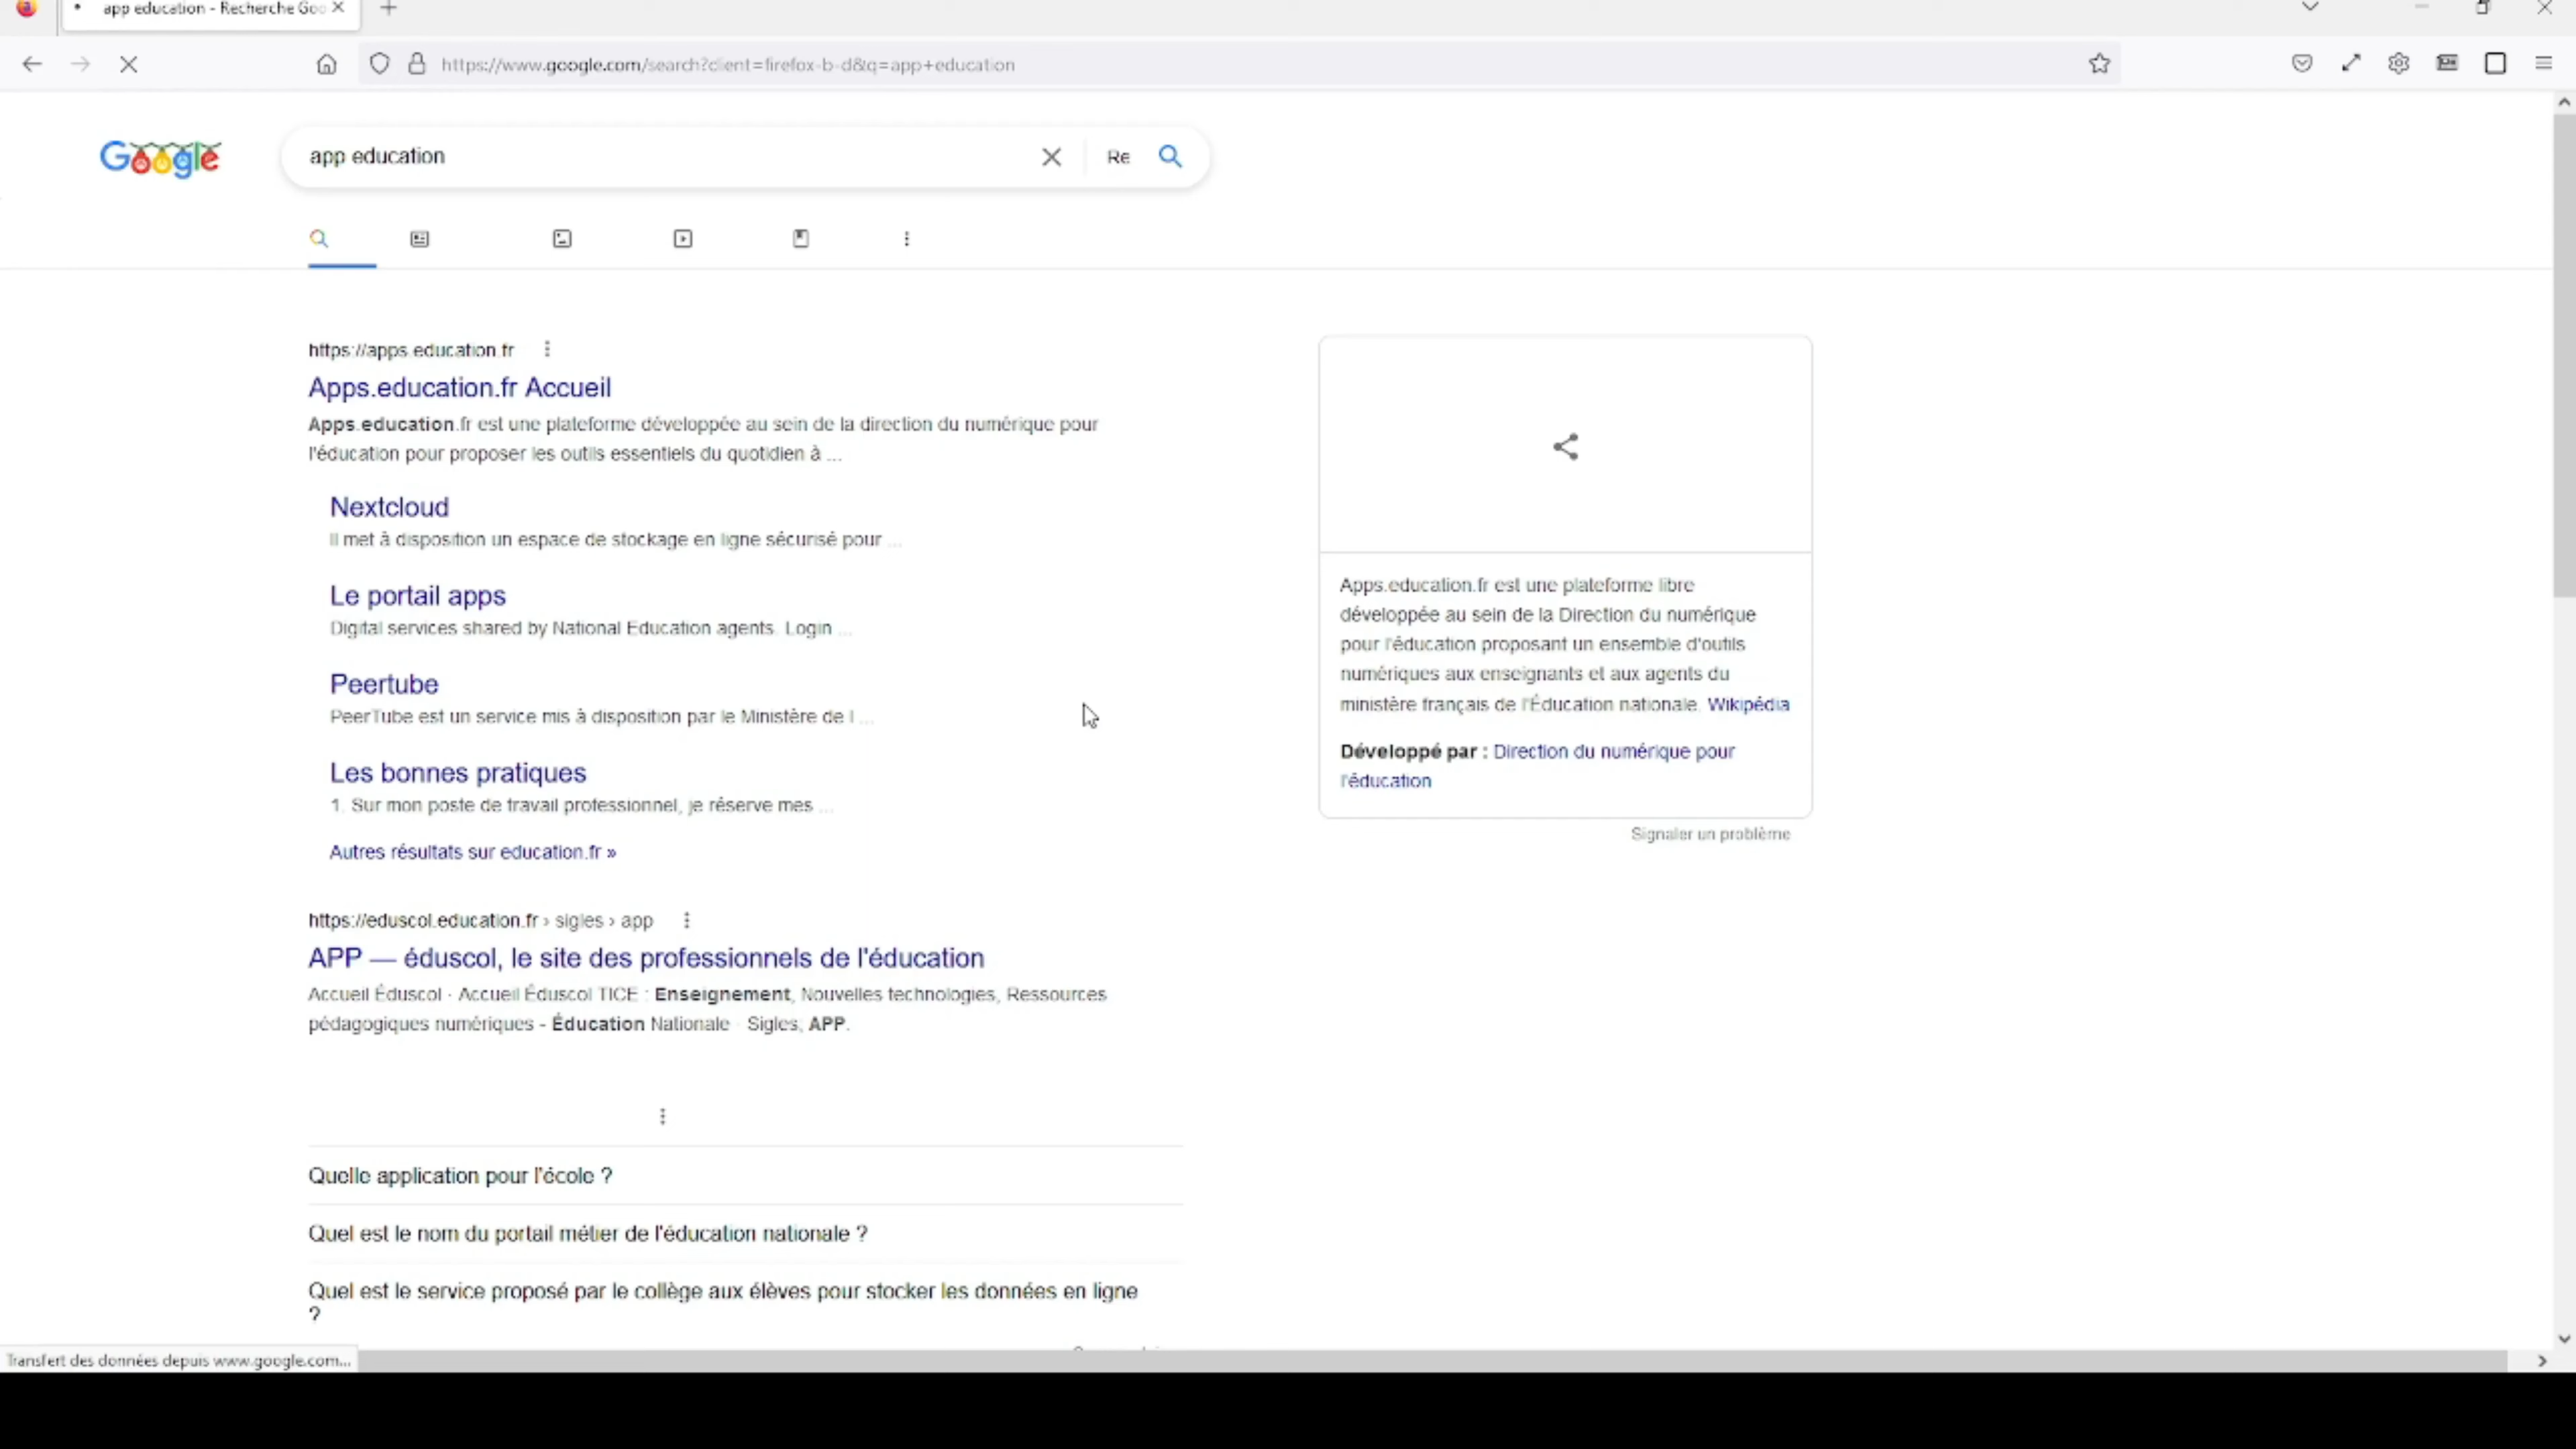 app education - Recherche Goo
https://www.google.com/search?client=firefox-b-d&q=app+education
Google
app education
Re
https://apps.education.fr
Apps.education.fr Accueil
Apps.education.fr est une plateforme développée au sein de la direction du numérique pour
l'éducation pour proposer les outils essentiels du quotidien à ...
Nextcloud
Il met à disposition un espace de stockage en ligne sécurisé pour ...
Le portail apps
Digital services shared by National Education agents. Login ...
Peertube
PeerTube est un service mis à disposition par le Ministère de l ...
Les bonnes pratiques
1. Sur mon poste de travail professionnel, je réserve mes ...
Autres résultats sur education.fr »
https://eduscol.education.fr › sigles › app
APP — éduscol, le site des professionnels de l'éducation
Accueil Éduscol · Accueil Éduscol TICE : Enseignement, Nouvelles technologies, Ressources
pédagogiques numériques - Éducation Nationale · Sigles, APP.
Quelle application pour l'école ?
Quel est le nom du portail métier de l'éducation nationale ?
Quel est le service proposé par le collège aux élèves pour stocker les données en ligne
?
Apps.education.fr est une plateforme libre
développée au sein de la Direction du numérique
pour l'éducation proposant un ensemble d'outils
numériques aux enseignants et aux agents du
ministère français de l'Éducation nationale. Wikipédia
Développé par : Direction du numérique pour
l'éducation
Signaler un problème
Transfert des données depuis www.google.com...